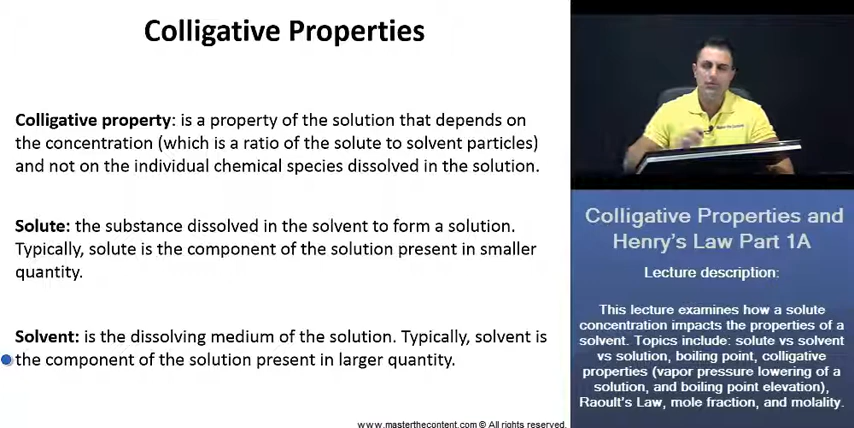 Colligative Properties
Colligative property: is a property of the solution that depends on
the concentration (which is a ratio of the solute to solvent particles)
and not on the individual chemical species dissolved in the solution.
Solute: the substance dissolved in the solvent to form a solution.
Typically, solute is the component of the solution present in smaller
quantity.
Solvent: is the dissolving medium of the solution. Typically, solvent is
the component of the solution present in larger quantity.
www.masterthecontent.com © All rights reserved.
Colligative Properties and
Henry's Law Part 1A
Lecture description:
This lecture examines how a solute
concentration impacts the properties of a
solvent. Topics include: solute vs solvent
vs solution, boiling point, colligative
properties (vapor pressure lowering of a
solution, and boiling point elevation),
Raoult's Law, mole fraction, and molality.